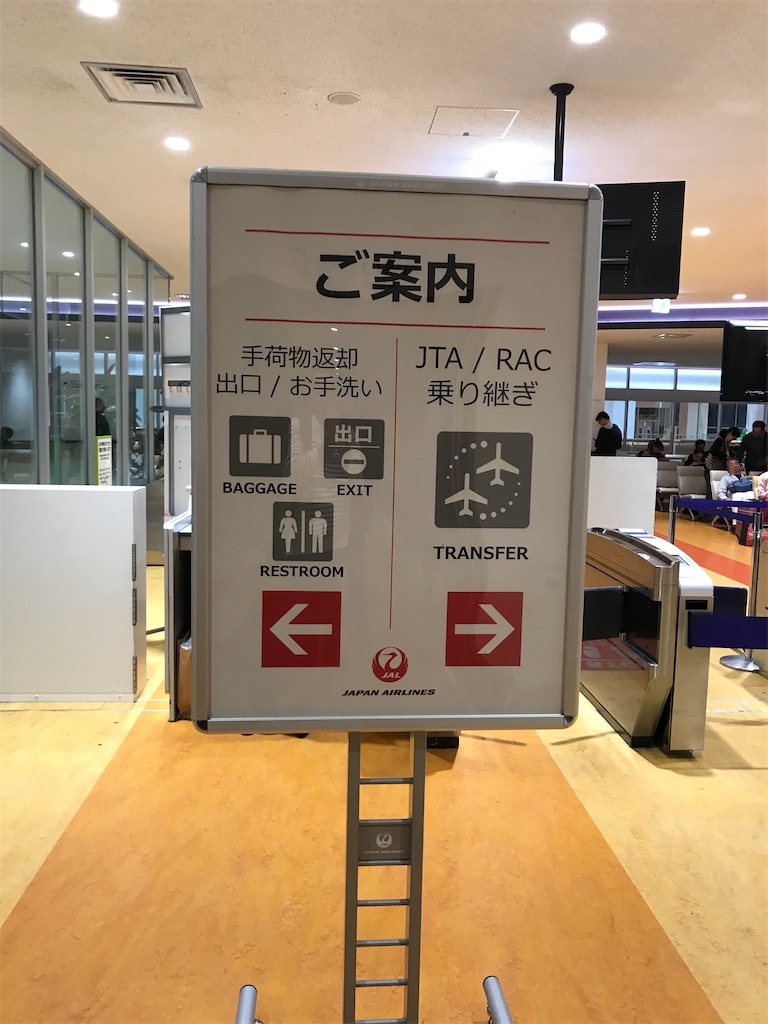 ご案内
手荷物返却
出口 / お手洗い
BAGGAGE
出口
EXIT
RESTROOM
JTA / RAC
乗り継ぎ
TRANSFER
JAL
JAPAN AIRLINES